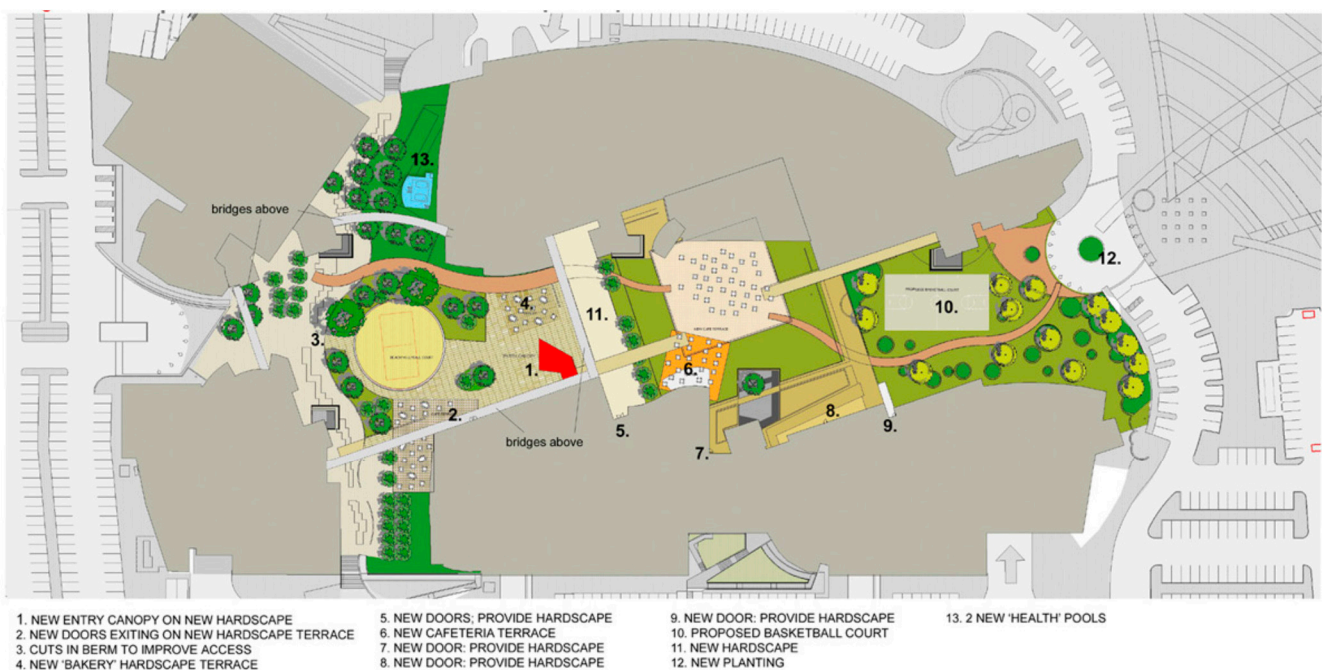 13.
bridges above
12.
4.
11.
PROPOSED BASKETBALL COURT
10.
3.
1.
6.
2.
bridges above
5.
8.
9.
7.
1. NEW ENTRY CANOPY ON NEW HARDSCAPE
2. NEW DOORS EXITING ON NEW HARDSCAPE TERRACE
3. CUTS IN BERM TO IMPROVE ACCESS
4. NEW 'BAKERY' HARDSCAPE TERRACE
5. NEW DOORS; PROVIDE HARDSCAPE
6. NEW CAFETERIA TERRACE
7. NEW DOOR: PROVIDE HARDSCAPE
8. NEW DOOR: PROVIDE HARDSCAPE
9. NEW DOOR: PROVIDE HARDSCAPE
10. PROPOSED BASKETBALL COURT
11. NEW HARDSCAPE
12. NEW PLANTING
13. 2 NEW 'HEALTH' POOLS